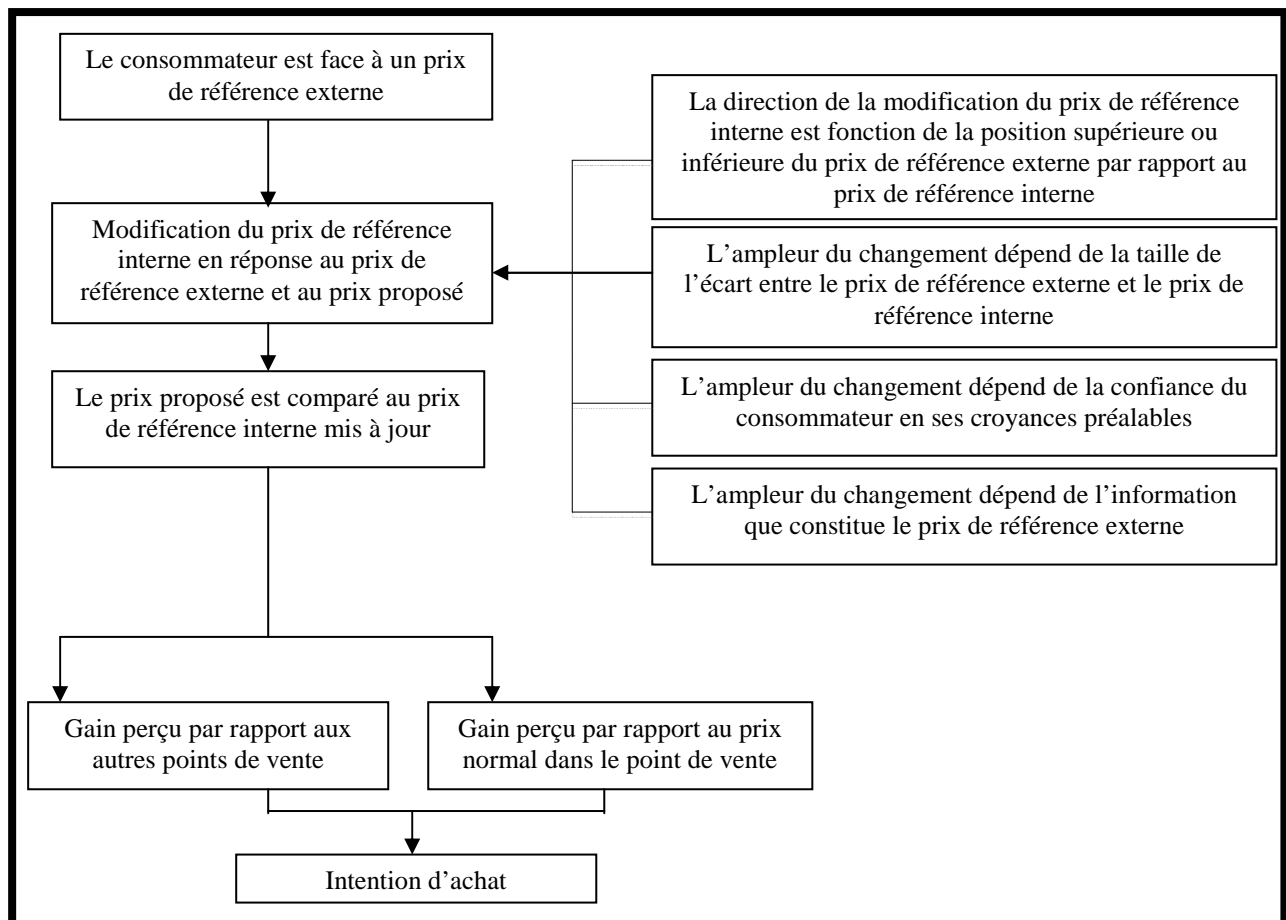 Le consommateur est face à un prix
de référence externe
La direction de la modification du prix de référence
interne est fonction de la position supérieure ou
inférieure du prix de référence externe par rapport au
prix de référence interne
Modification du prix de référence
interne en réponse au prix de
référence externe et au prix proposé
L’ampleur du changement dépend de la taille de
l’écart entre le prix de référence externe et le prix de
référence interne
Le prix proposé est comparé au prix
de référence interne mis à jour
L’ampleur du changement dépend de la confiance du
consommateur en ses croyances préalables
L’ampleur du changement dépend de l’information
que constitue le prix de référence externe
Gain perçu par rapport aux
autres points de vente
Gain perçu par rapport au prix
normal dans le point de vente
Intention d’achat